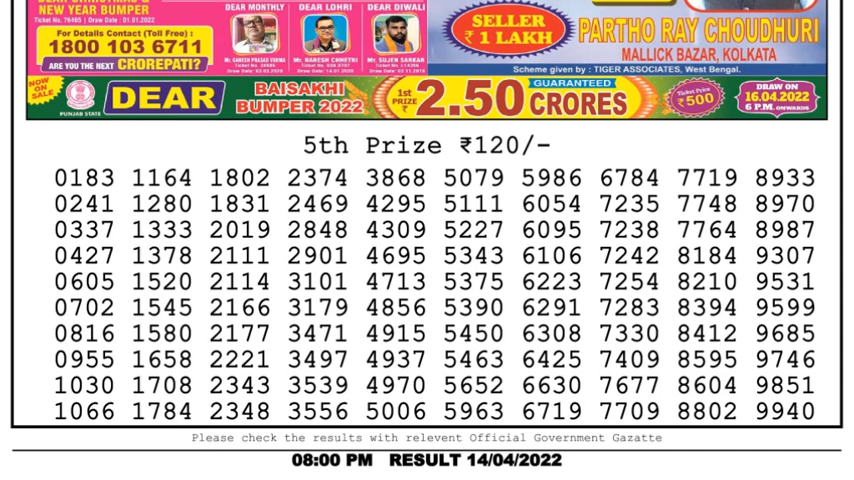 DEAR CHRISTMAS &
NEW YEAR BUMPER
Ticket No. 76405 | Draw Date : 01.01.2022
For Details Contact (Toll Free) :
1800 103 6711
ARE YOU THE NEXT CROREPATI?
DEAR MONTHLY
DEAR LOHRI
DEAR DIWALI
Mr. GANESH PRASAD VARMA
Mr. NARESH CHHETRI
Mr. SUJEN SARKAR
SELLER
₹ 1 LAKH
PARTHO RAY CHOUDHURI
MALLICK BAZAR, KOLKATA
Scheme given by : TIGER ASSOCIATES, West Bengal.
NOW ON SALE
PUNJAB STATE
DEAR
BAISAKHI
BUMPER 2022
1st PRIZE ₹
2.50 CRORES
GUARANTEED
Ticket Price
₹500
DRAW ON
16.04.2022
6 P.M. ONWARDS
5th Prize ₹120/-
0183 1164 1802 2374 3868 5079 5986 6784 7719 8933
0241 1280 1831 2469 4295 5111 6054 7235 7748 8970
0337 1333 2019 2848 4309 5227 6095 7238 7764 8987
0427 1378 2111 2901 4695 5343 6106 7242 8184 9307
0605 1520 2114 3101 4713 5375 6223 7254 8210 9531
0702 1545 2166 3179 4856 5390 6291 7283 8394 9599
0816 1580 2177 3471 4915 5450 6308 7330 8412 9685
0955 1658 2221 3497 4937 5463 6425 7409 8595 9746
1030 1708 2343 3539 4970 5652 6630 7677 8604 9851
1066 1784 2348 3556 5006 5963 6719 7709 8802 9940
Please check the results with relevent Official Government Gazatte
08:00 PM RESULT 14/04/2022